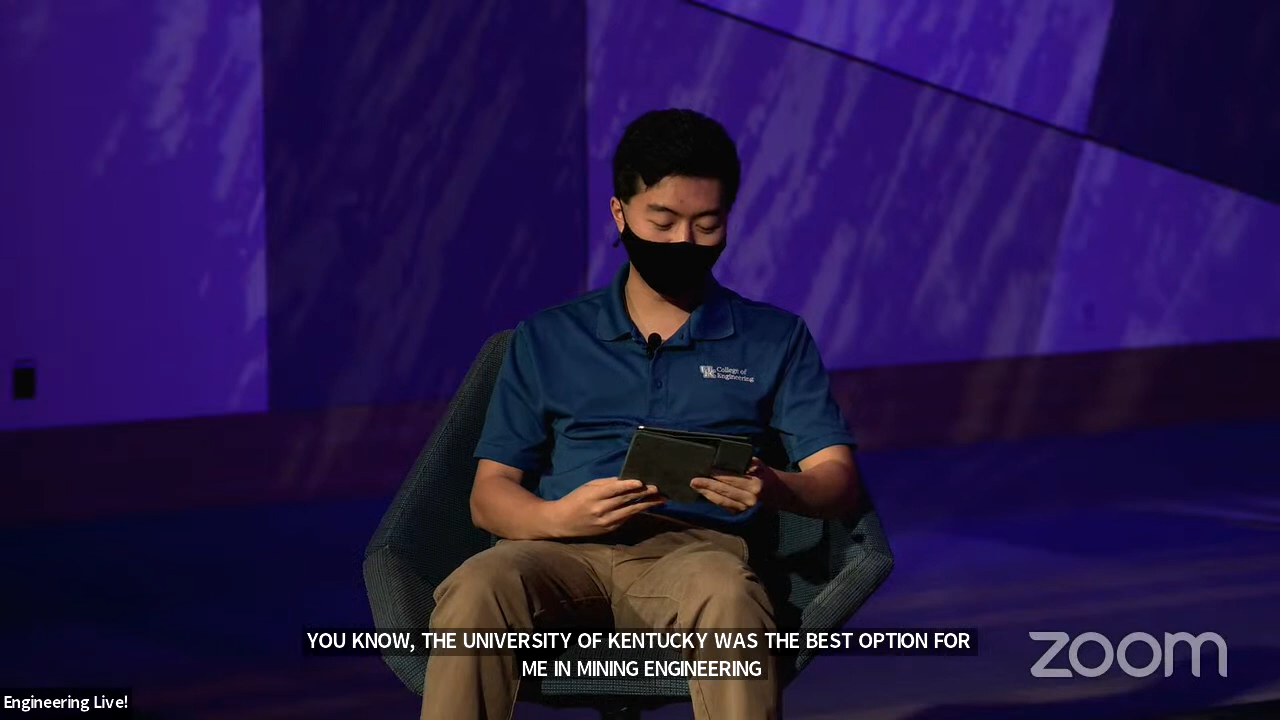 UK College of
Engineering
YOU KNOW, THE UNIVERSITY OF KENTUCKY WAS THE BEST OPTION FOR
ME IN MINING ENGINEERING
zoom
Engineering Live!